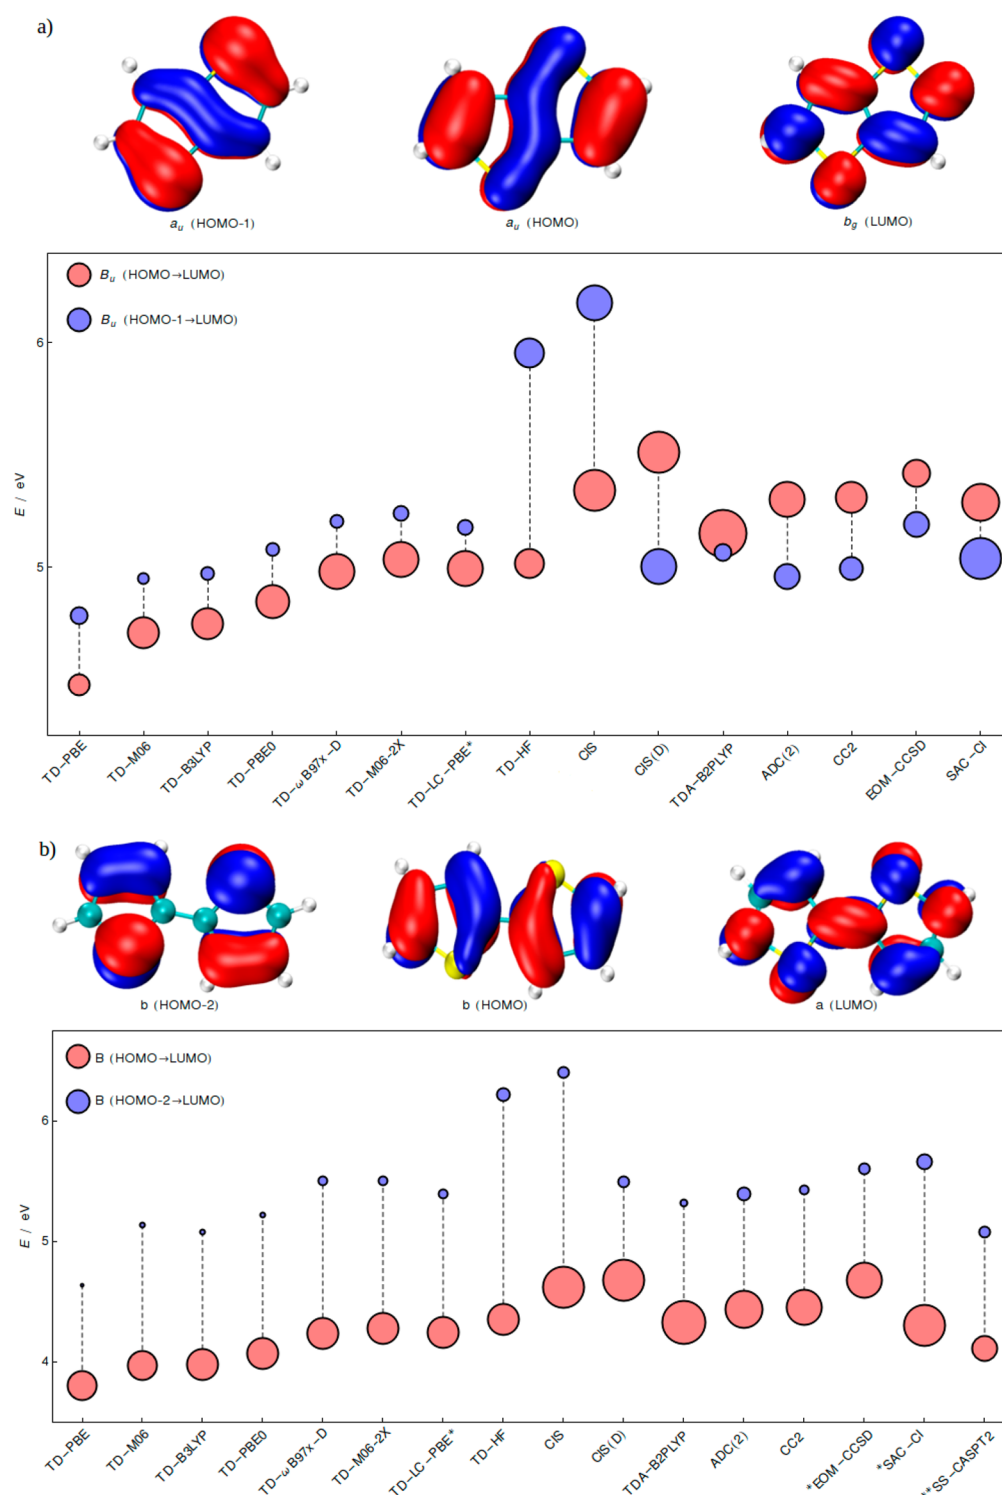 a)
a_u (HOMO-1)
a_u (HOMO)
b_g (LUMO)
B_u (HOMO→LUMO)
B_u (HOMO-1→LUMO)
6
5
E / eV
TD−PBE
TD−M06
TD−B3LYP
TD−PBE0
TD−ωB97x−D
TD−M06-2X
TD−LC−PBE*
TD−HF
CIS
CIS(D)
TDA−B2PLYP
ADC(2)
CC2
EOM−CCSD
SAC−CI
b)
b (HOMO-2)
b (HOMO)
a (LUMO)
B (HOMO→LUMO)
B (HOMO-2→LUMO)
6
5
4
E / eV
TD−PBE
TD−M06
TD−B3LYP
TD−PBE0
TD−ωB97x−D
TD−M06-2X
TD−LC−PBE*
TD−HF
CIS
CIS(D)
TDA−B2PLYP
ADC(2)
CC2
*EOM−CCSD
*SAC−CI
**SS−CASPT2